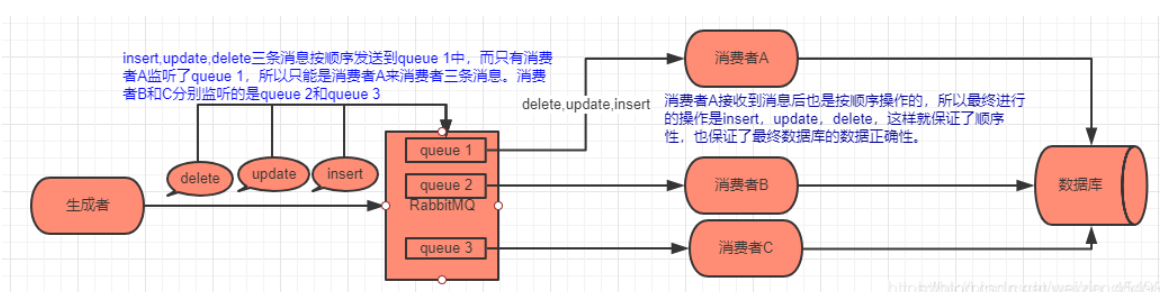 insert,update,delete三条消息按顺序发送到queue 1中，而只有消费
者A监听了queue 1，所以只能是消费者A来消费者三条消息。消费
者B和C分别监听的是queue 2和queue 3
消费者A
delete,update,insert
消费者A接收到消息后也是按顺序操作的，所以最终进行
的操作是insert，update，delete，这样就保证了顺序
性，也保证了最终数据库的数据正确性。
queue 1
delete
update
insert
queue 2
消费者B
数据库
生成者
RabbitMQ
queue 3
消费者C